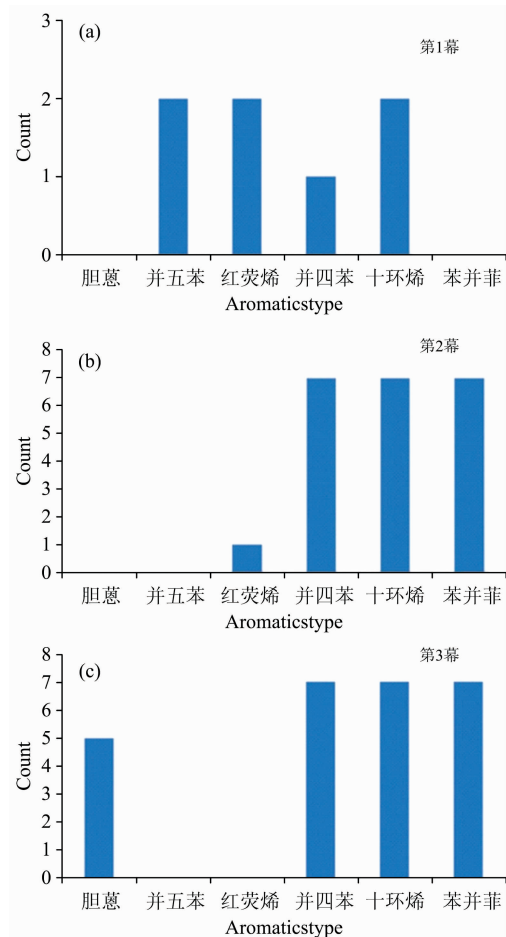 (a)
第1幕
3
2
1
0
Count
胆蒽 并五苯 红荧烯 并四苯 十环烯 苯并菲
Aromaticstype
(b)
第2幕
8
7
6
5
4
3
2
1
0
Count
胆蒽 并五苯 红荧烯 并四苯 十环烯 苯并菲
Aromaticstype
(c)
第3幕
8
7
6
5
4
3
2
1
0
Count
胆蒽 并五苯 红荧烯 并四苯 十环烯 苯并菲
Aromaticstype